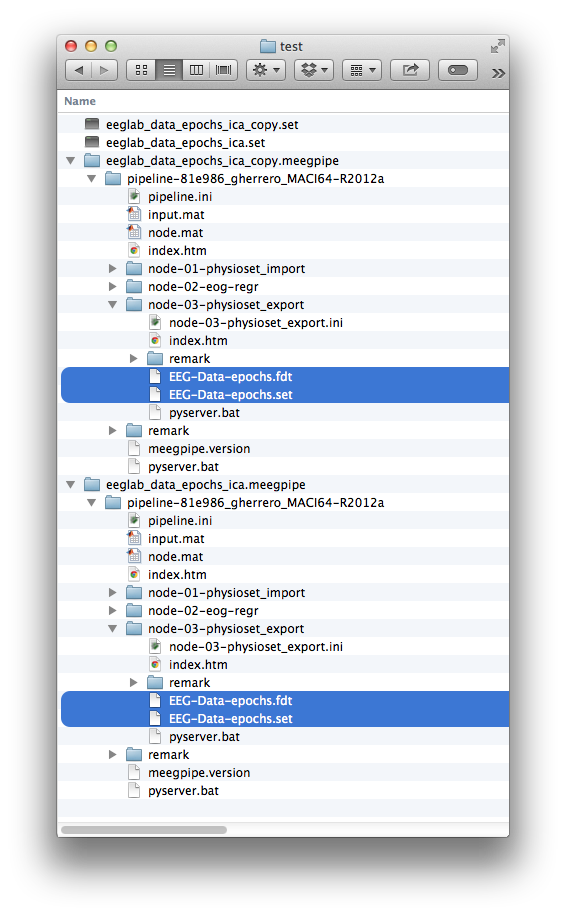 test
Name
eeglab_data_epochs_ica_copy.set
eeglab_data_epochs_ica.set
eeglab_data_epochs_ica_copy.meegpipe
pipeline-81e986_gherrero_MACI64-R2012a
pipeline.ini
input.mat
node.mat
index.htm
node-01-physioset_import
node-02-eog-regr
node-03-physioset_export
node-03-physioset_export.ini
index.htm
remark
EEG-Data-epochs.fdt
EEG-Data-epochs.set
pyserver.bat
remark
meegpipe.version
pyserver.bat
eeglab_data_epochs_ica.meegpipe
pipeline-81e986_gherrero_MACI64-R2012a
pipeline.ini
input.mat
node.mat
index.htm
node-01-physioset_import
node-02-eog-regr
node-03-physioset_export
node-03-physioset_export.ini
index.htm
remark
EEG-Data-epochs.fdt
EEG-Data-epochs.set
pyserver.bat
remark
meegpipe.version
pyserver.bat